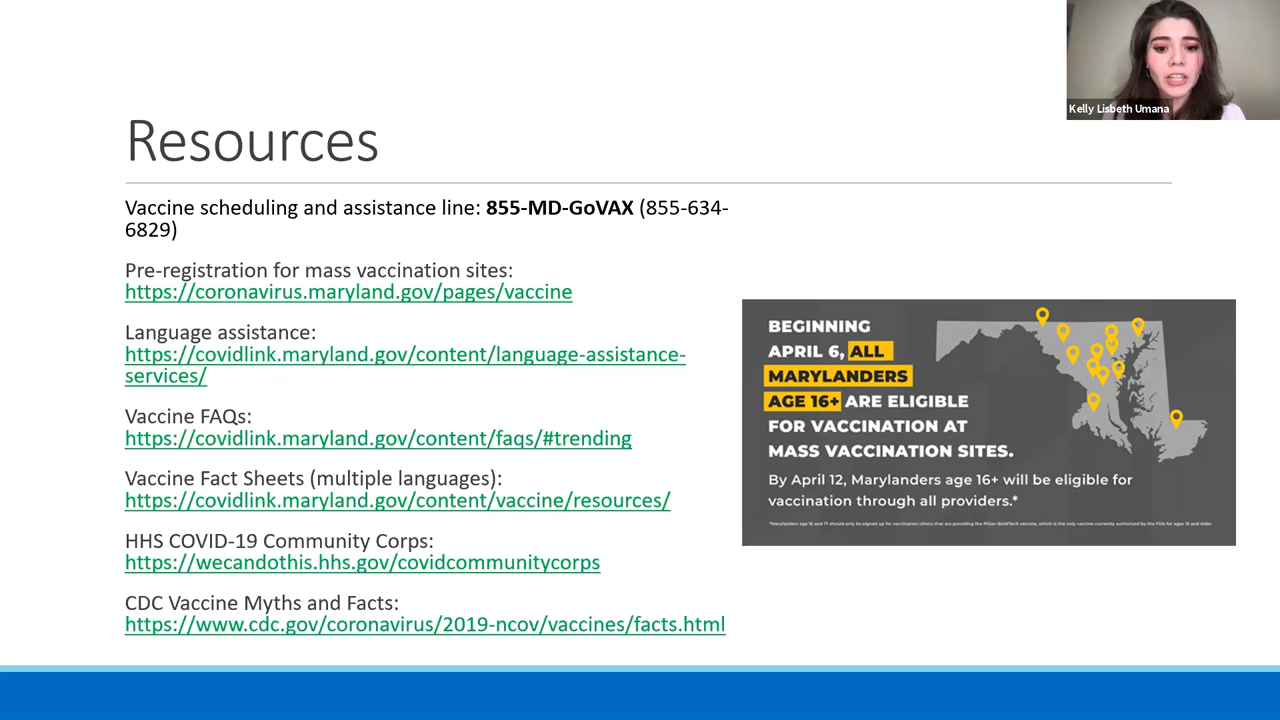 Kelly Lisbeth Umana
Resources
Vaccine scheduling and assistance line: 855-MD-GoVAX (855-634-
6829)
Pre-registration for mass vaccination sites:
https://coronavirus.maryland.gov/pages/vaccine
Language assistance:
https://covidlink.maryland.gov/content/language-assistance-
services/
Vaccine FAQs:
https://covidlink.maryland.gov/content/faqs/#trending
Vaccine Fact Sheets (multiple languages):
https://covidlink.maryland.gov/content/vaccine/resources/
HHS COVID-19 Community Corps:
https://wecandothis.hhs.gov/covidcommunitycorps
CDC Vaccine Myths and Facts:
https://www.cdc.gov/coronavirus/2019-ncov/vaccines/facts.html
BEGINNING
APRIL 6, ALL
MARYLANDERS
AGE 16+ ARE ELIGIBLE
FOR VACCINATION AT
MASS VACCINATION SITES.
By April 12, Marylanders age 16+ will be eligible for
vaccination through all providers.*
*Marylanders age 16 and 17 should only be signed up for vaccination clinics that are providing the Pfizer-BioNTech vaccine, which is the only vaccine currently authorized by the FDA for ages 16 and older.